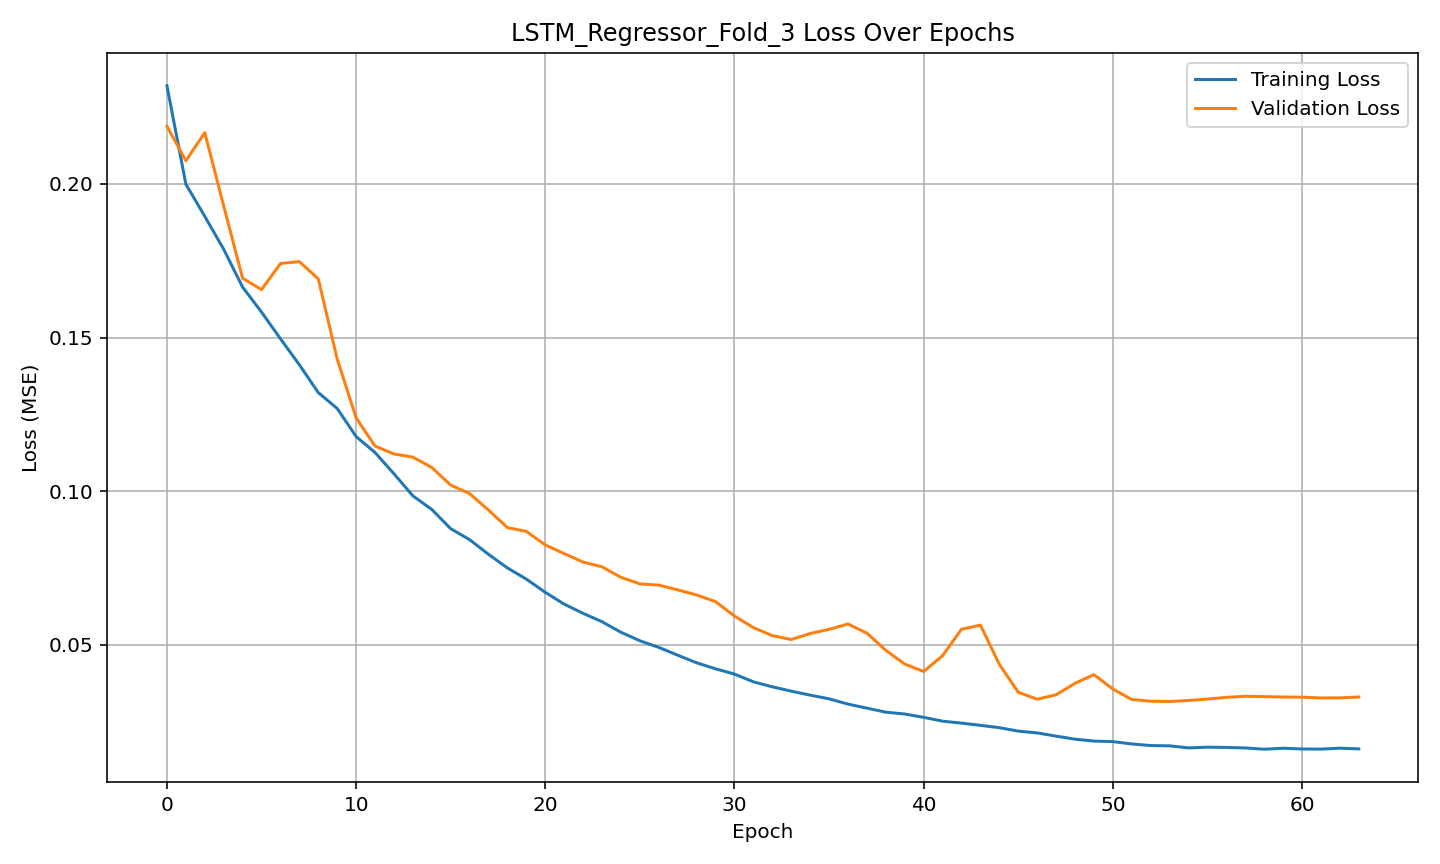 LSTM_Regressor_Fold_3 Loss Over Epochs
Training Loss
Validation Loss
Loss (MSE)
0.20
0.15
0.10
0.05
0 10 20 30 40 50 60
Epoch